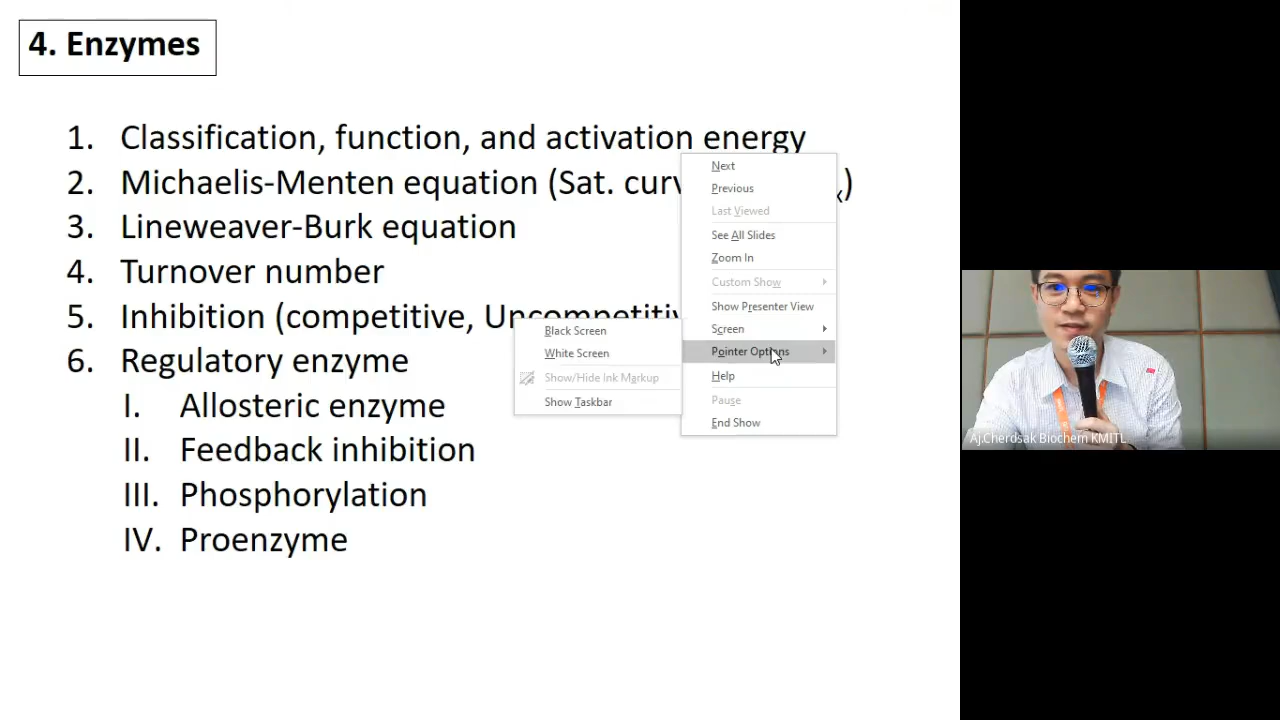 4. Enzymes
1. Classification, function, and activation energy
2. Michaelis-Menten equation (Sat. x)
3. Lineweaver-Burk equation
4. Turnover number
5. Inhibition (competitive,
6. Regulatory enzyme
I. Allosteric enzyme
II. Feedback inhibition
III. Phosphorylation
IV. Proenzyme
Next
Previous
Last Viewed
See All Slides
Zoom In
Custom Show
Show Presenter View
Screen
Pointer Options
Help
Pause
End Show
Black Screen
White Screen
Show/Hide Ink Markup
Show Taskbar
Aj.Cherdsak Biochem KMITL